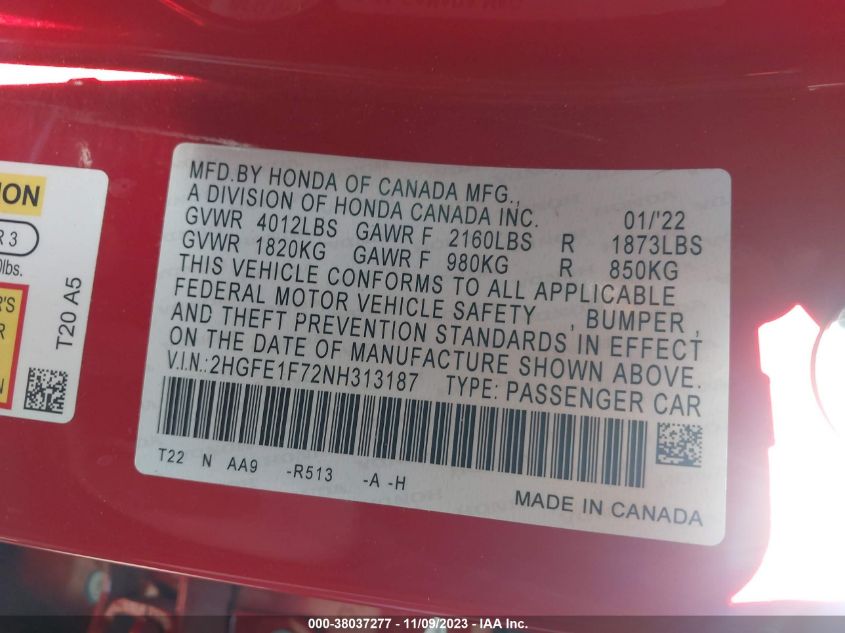 MFD.BY HONDA OF CANADA MFG.,
A DIVISION OF HONDA CANADA INC. 01/'22
GVWR 4012LBS GAWR F 2160LBS R 1873LBS
GVWR 1820KG GAWR F 980KG R 850KG
THIS VEHICLE CONFORMS TO ALL APPLICABLE
FEDERAL MOTOR VEHICLE SAFETY , BUMPER ,
AND THEFT PREVENTION STANDARDS IN EFFECT
ON THE DATE OF MANUFACTURE SHOWN ABOVE.
V.I.N.: 2HGFE1F72NH313187 TYPE: PASSENGER CAR
T22 N AA9 -R513 -A -H
MADE IN CANADA
ION
R 3
lbs.
R'S
R
N
T20 A5
000-38037277 - 11/09/2023 - IAAI Inc.